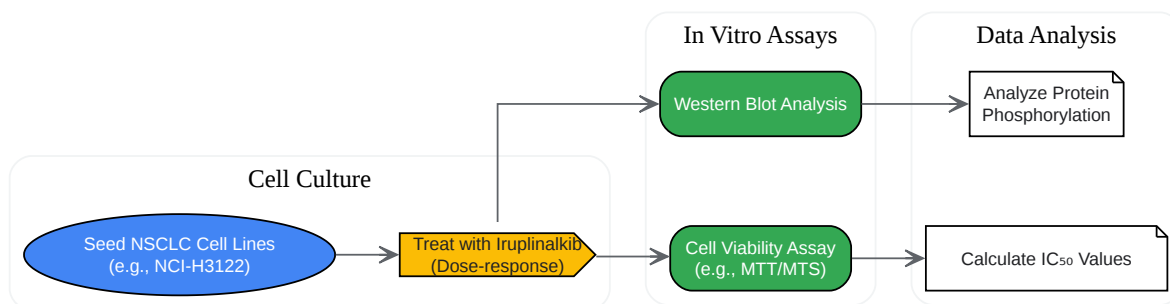 In Vitro Assays
Data Analysis
Western Blot Analysis
Analyze Protein
Phosphorylation
Cell Culture
Seed NSCLC Cell Lines
(e.g., NCI-H3122)
Treat with Iruplinalkib
(Dose-response)
Cell Viability Assay
(e.g., MTT/MTS)
Calculate IC₅₀ Values